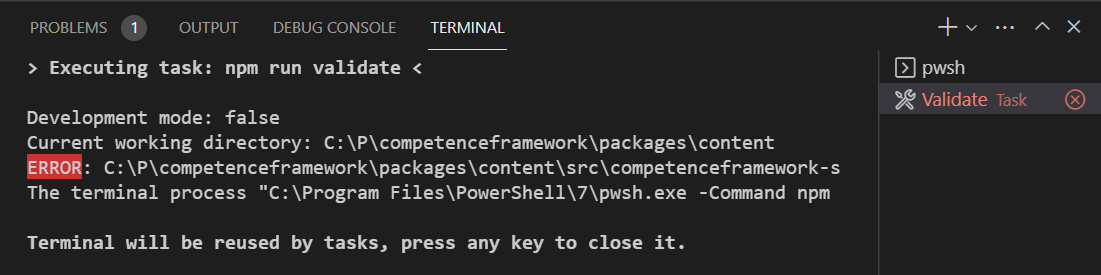 PROBLEMS 1 OUTPUT DEBUG CONSOLE TERMINAL
> Executing task: npm run validate <
pwsh
Validate Task
Development mode: false
Current working directory: C:\P\competenceframework\packages\content
ERROR: C:\P\competenceframework\packages\content\src\competenceframework-s
The terminal process "C:\Program Files\PowerShell\7\pwsh.exe -Command npm
Terminal will be reused by tasks, press any key to close it.